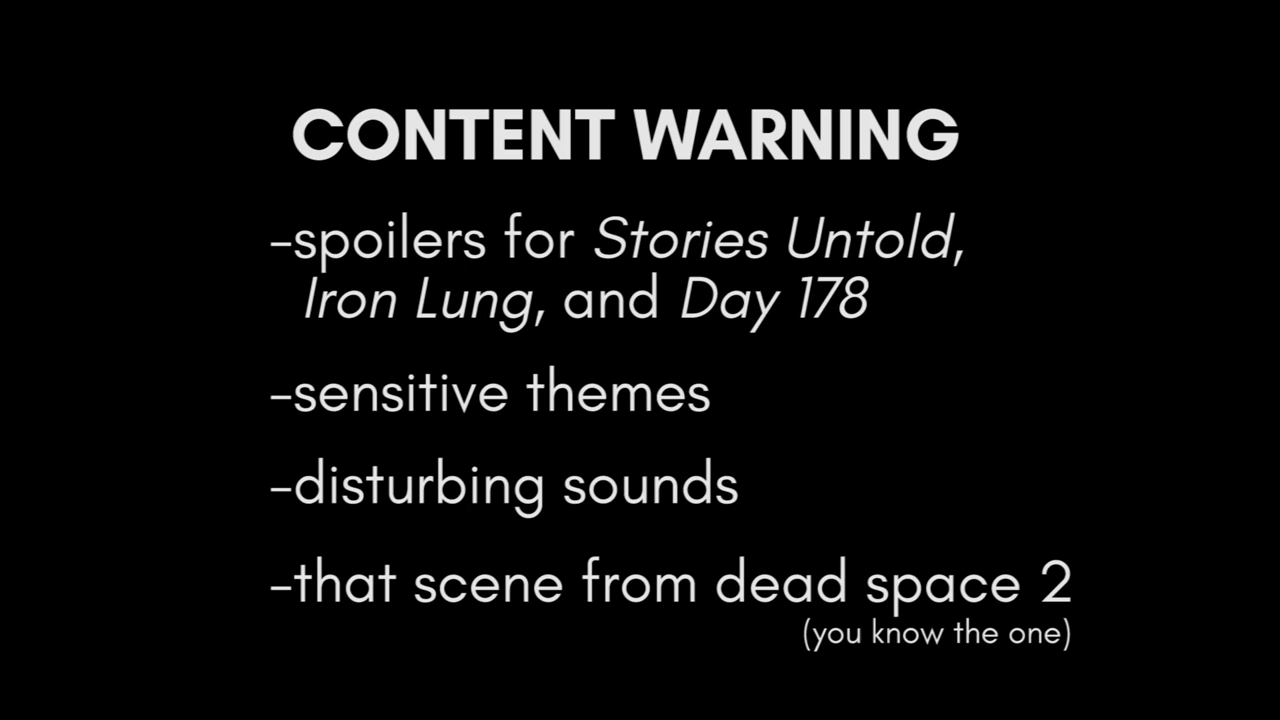 CONTENT WARNING
-spoilers for Stories Untold,
Iron Lung, and Day 178
-sensitive themes
-disturbing sounds
-that scene from dead space 2
(you know the one)